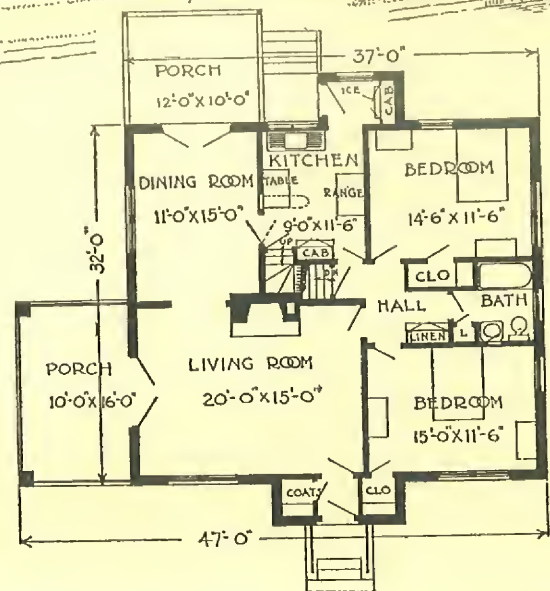 37'-0"
PORCH
12'-0"X10'-0"
ICE
CAB
KITCHEN
DINING ROOM
TABLE
RANGE
BEDROOM
11'-0"X15'-0"
9'-0"X11'-6"
14'-6"X11'-6"
32'-0"
UP
CAB
DN
CLO
HALL
BATH
LINEN
L
PORCH
LIVING ROOM
10'-0"X16'-0"
20'-0"X15'-0"
BEDROOM
15'-0"X11'-6"
COATS
CLO
47'-0"